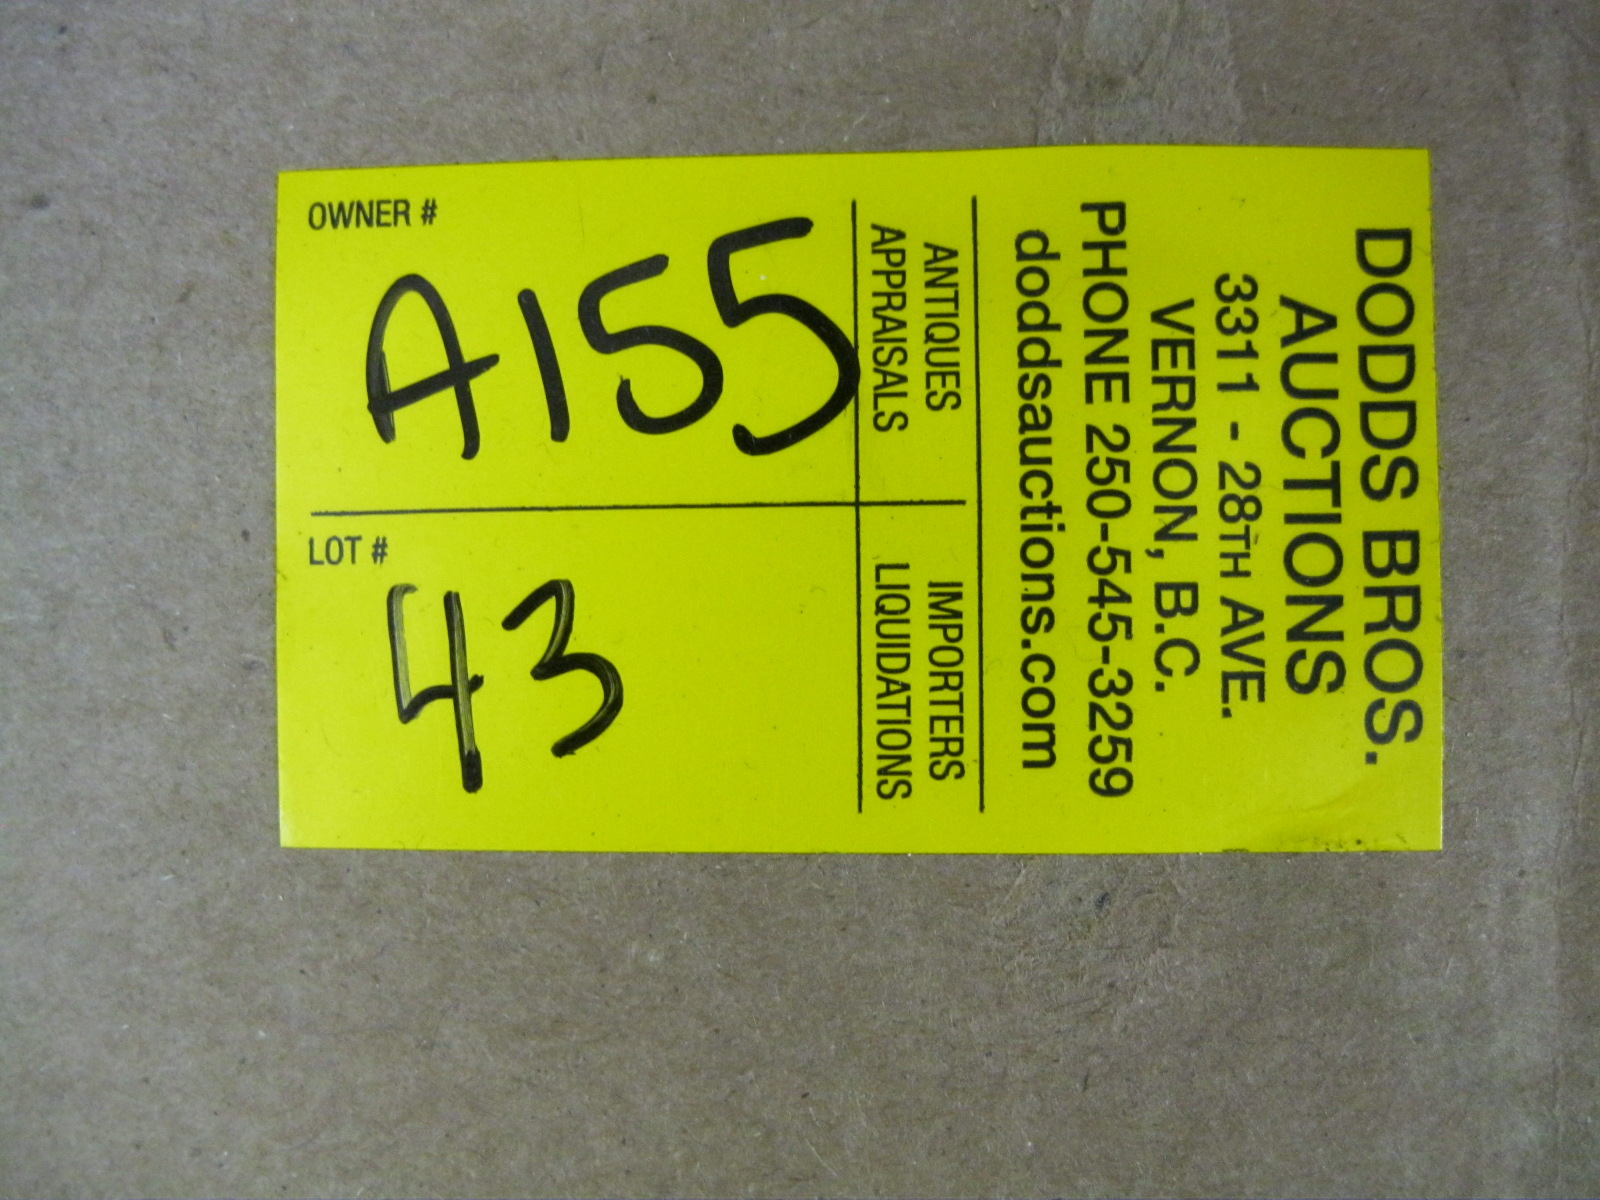 DODDS BROS.
AUCTIONS
3311 - 28TH AVE.
VERNON, B.C.
PHONE 250-545-3259
doddsauctions.com
ANTIQUES
APPRAISALS
IMPORTERS
LIQUIDATIONS
OWNER #
A155
LOT #
43